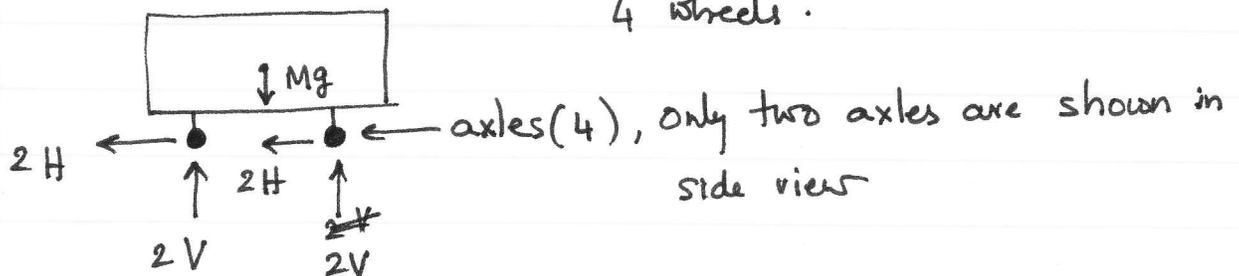 4 wheels.
Mg
axles(4), only two axles are shown in
side view
2H
2H
2V
2V
2V